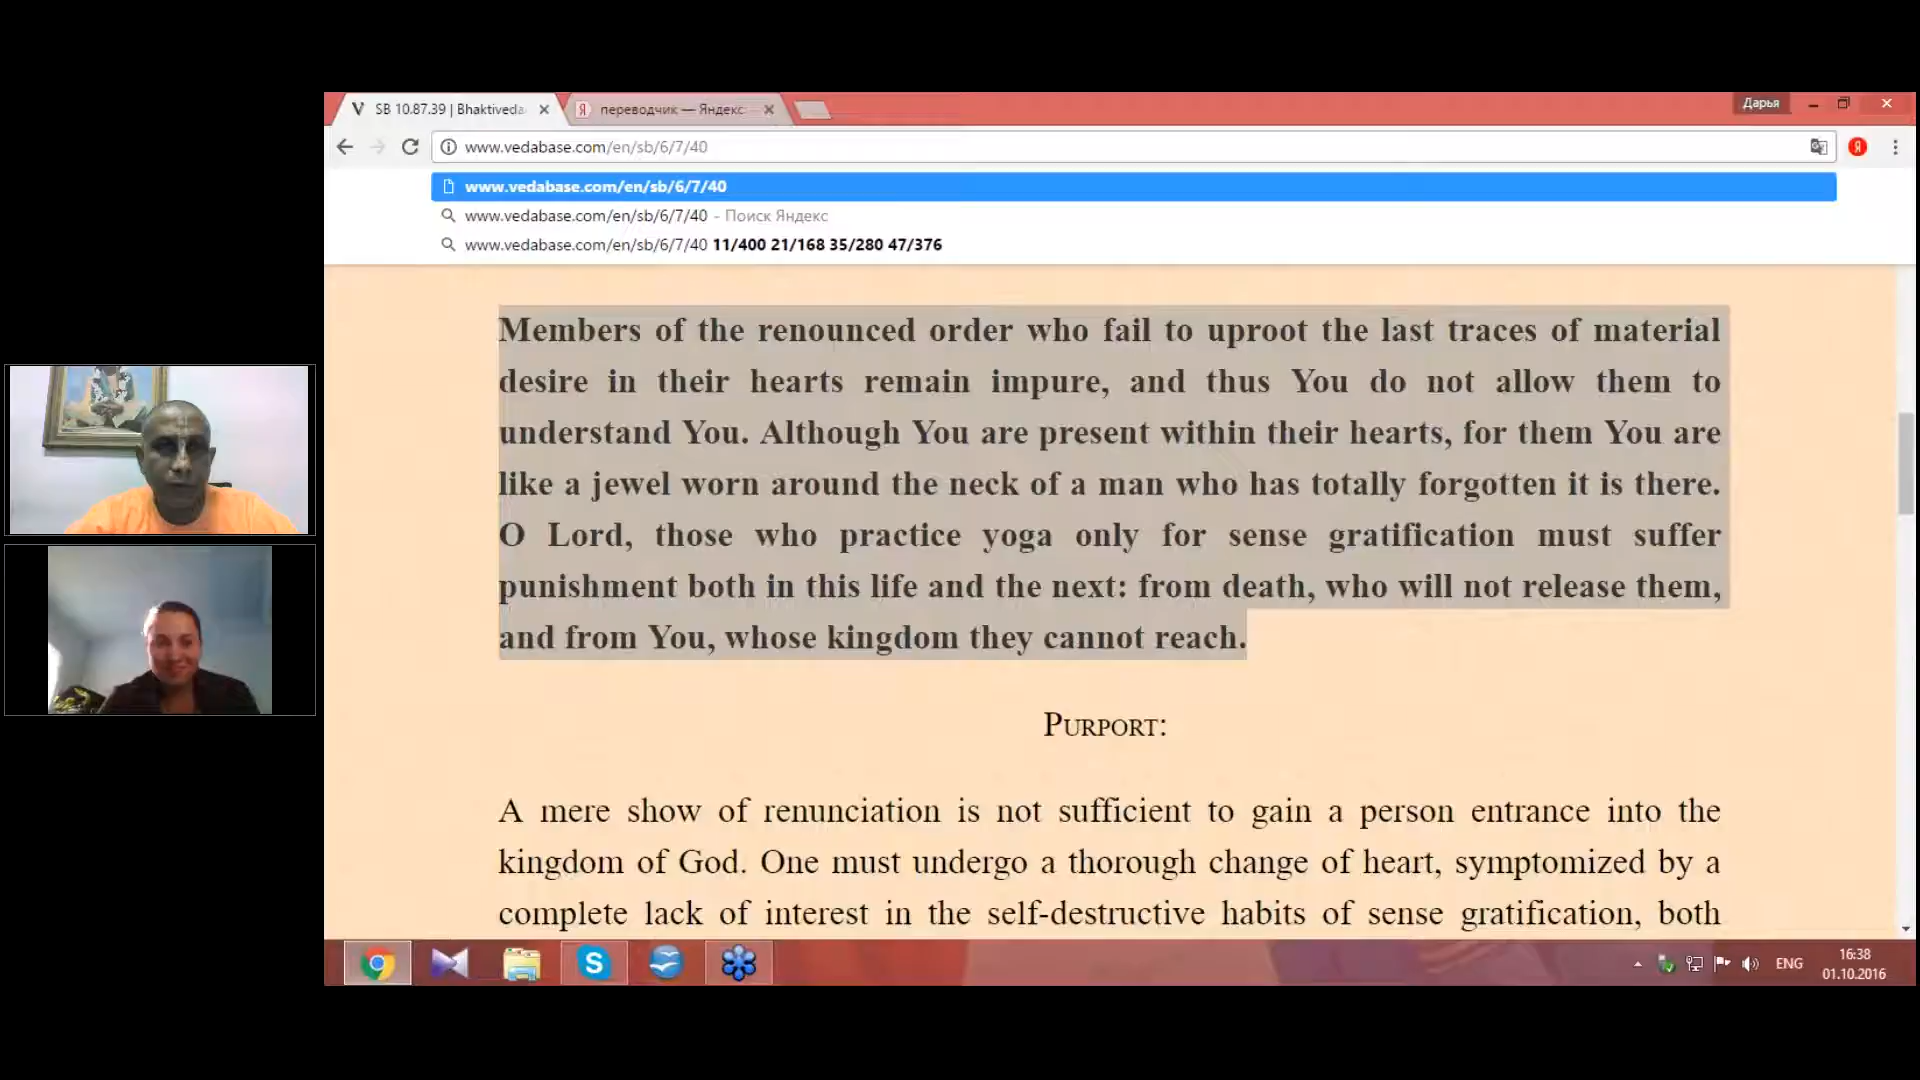 SB 10.87.39 | Bhaktiveda
переводчик — Яндекс
Дарья
www.vedabase.com/en/sb/6/7/40
www.vedabase.com/en/sb/6/7/40
www.vedabase.com/en/sb/6/7/40 - Поиск Яндекс
www.vedabase.com/en/sb/6/7/40 11/400 21/168 35/280 47/376
Members of the renounced order who fail to uproot the last traces of material
desire in their hearts remain impure, and thus You do not allow them to
understand You. Although You are present within their hearts, for them You are
like a jewel worn around the neck of a man who has totally forgotten it is there.
O Lord, those who practice yoga only for sense gratification must suffer
punishment both in this life and the next: from death, who will not release them,
and from You, whose kingdom they cannot reach.
PURPORT:
A mere show of renunciation is not sufficient to gain a person entrance into the
kingdom of God. One must undergo a thorough change of heart, symptomized by a
complete lack of interest in the self-destructive habits of sense gratification, both
ENG
16:38
01.10.2016